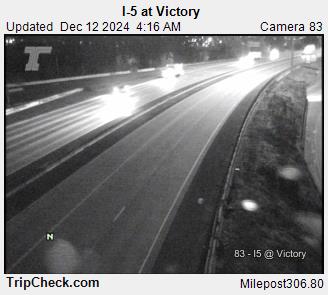 I-5 at Victory
Updated Dec 12 2024 4:16 AM Camera 83
T
N
83 - I5 @ Victory
TripCheck.com Milepost306.80